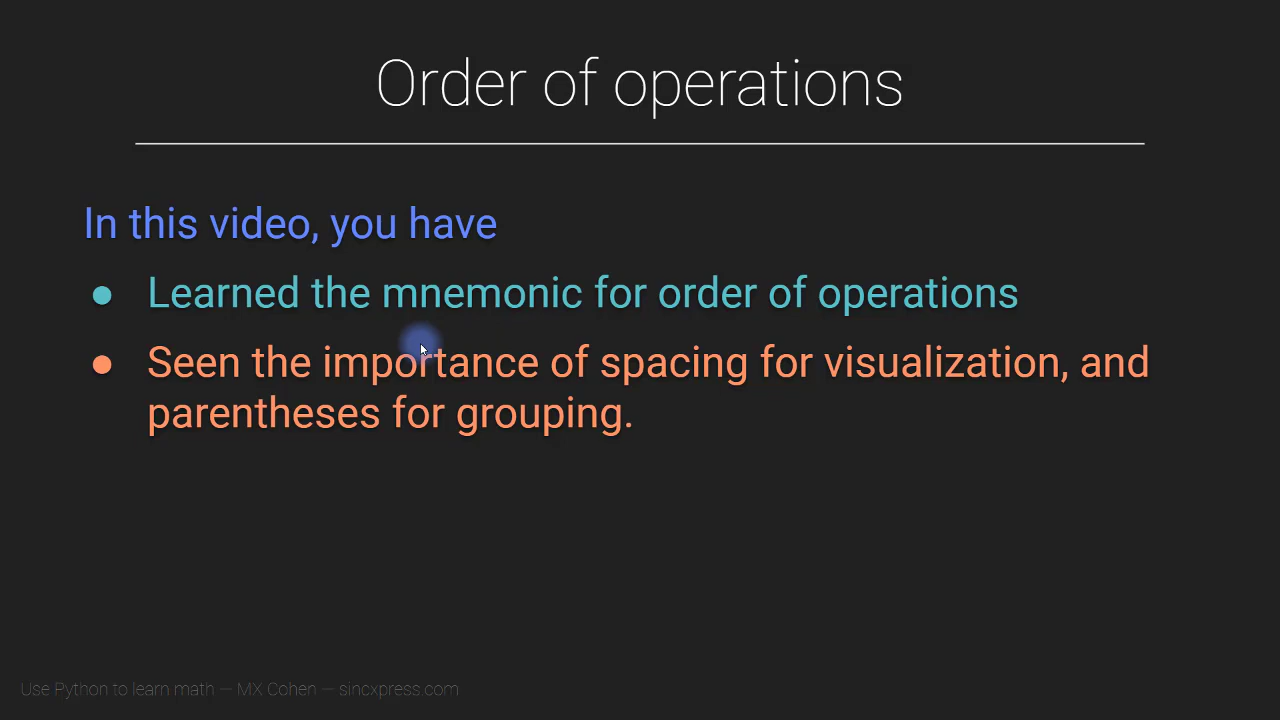 Order of operations
In this video, you have
● Learned the mnemonic for order of operations
● Seen the importance of spacing for visualization, and
parentheses for grouping.
Use Python to learn math — MX Cohen — sincxpress.com